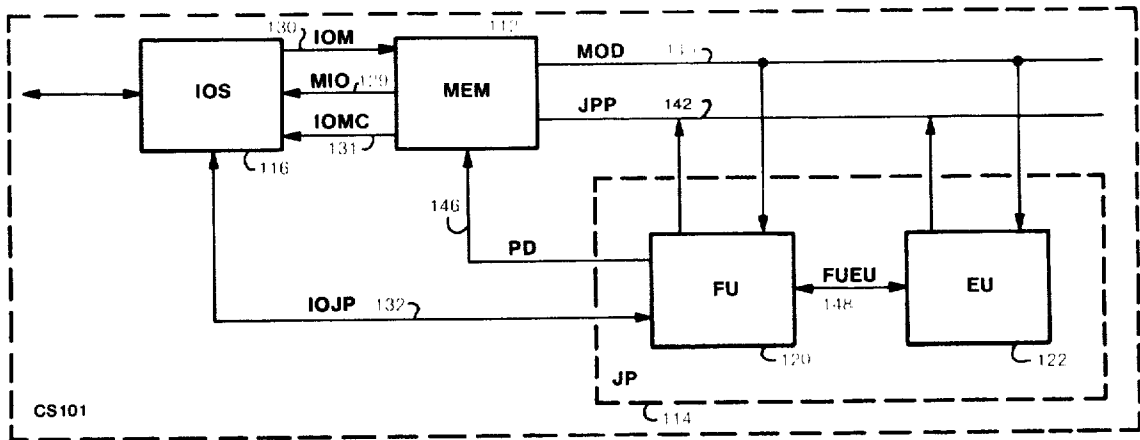 130 IOM
MOD
IOS
MIO 129
MEM
JPP 142
IOMC
131
116
146
PD
FU
FUEU
148
EU
IOJP 132
120
122
JP
CS101
114